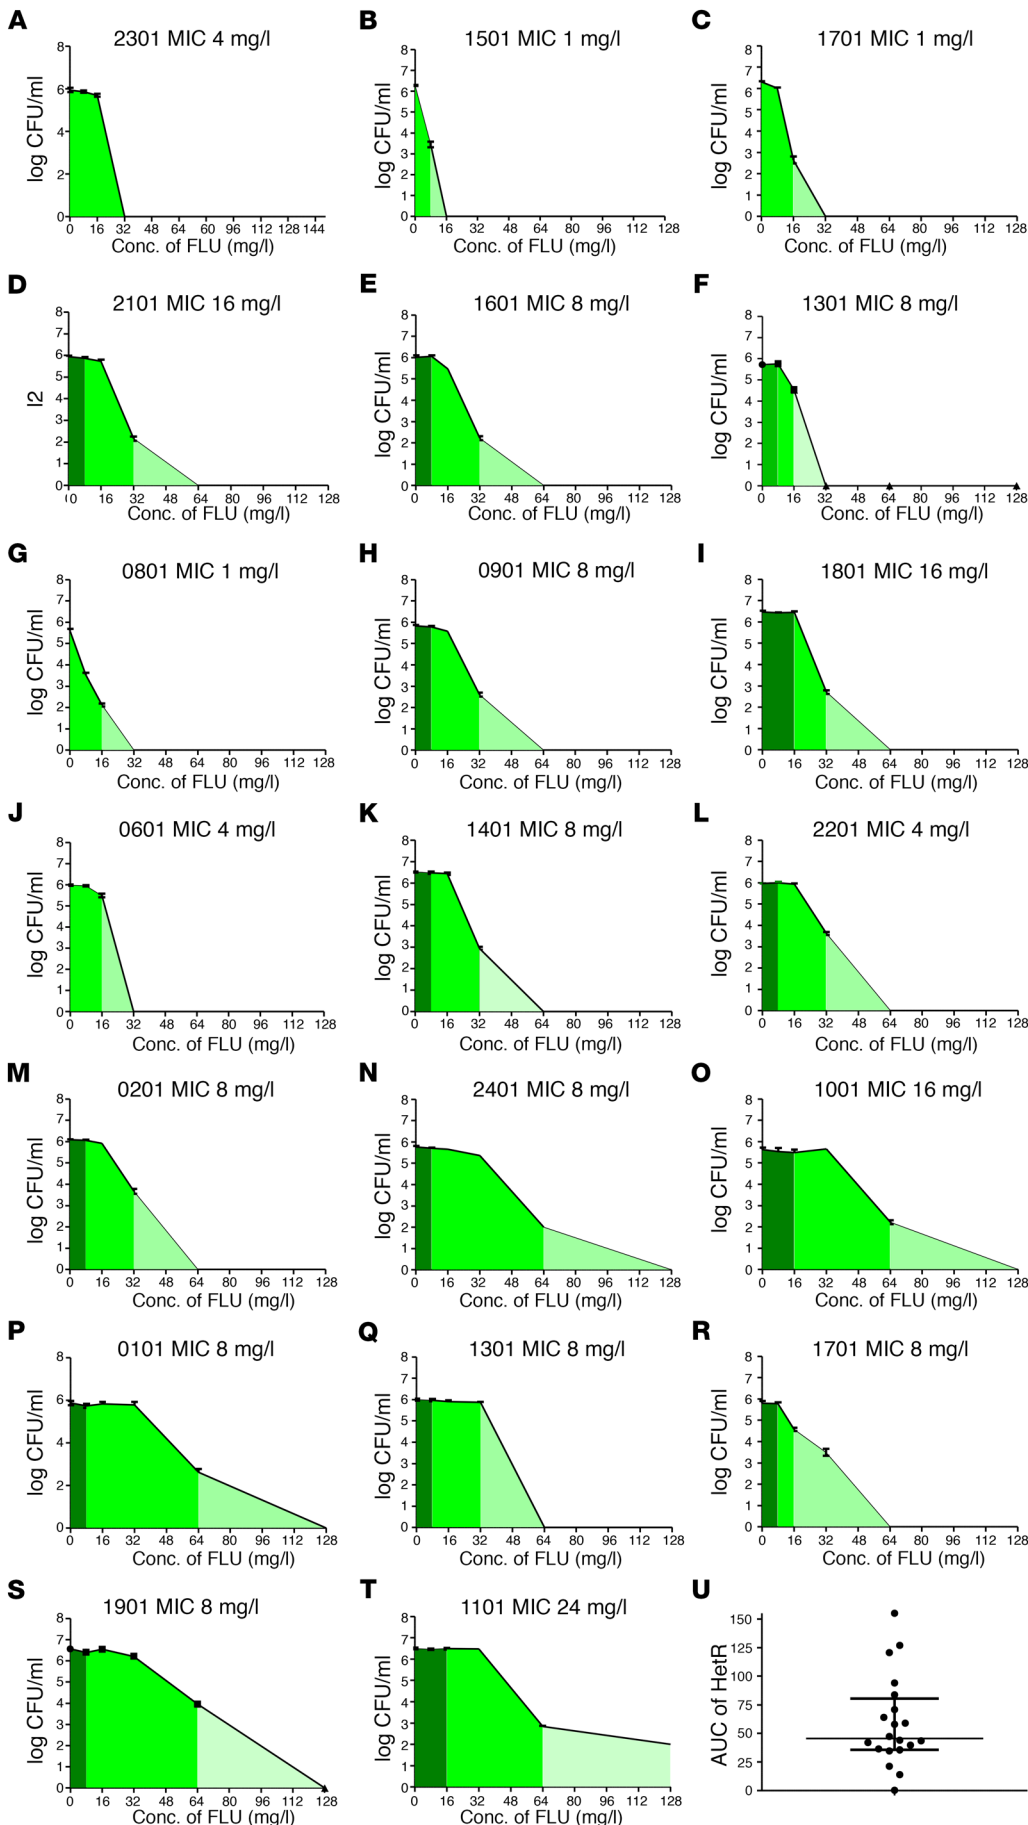 A
2301 MIC 4 mg/l
log CFU/ml
8
6
4
2
0
0 16 32 48 64 80 96 112 128 144
Conc. of FLU (mg/l)
B
1501 MIC 1 mg/l
log CFU/ml
8
7
6
5
4
3
2
1
0
0 16 32 48 64 80 96 112 128
Conc. of FLU (mg/l)
C
1701 MIC 1 mg/l
log CFU/ml
8
7
6
5
4
3
2
1
0
0 16 32 48 64 80 96 112 128
Conc. of FLU (mg/l)
D
2101 MIC 16 mg/l
l2
8
7
6
5
4
3
2
1
0
0 16 32 48 64 80 96 112 128
Conc. of FLU (mg/l)
E
1601 MIC 8 mg/l
log CFU/ml
8
7
6
5
4
3
2
1
0
0 16 32 48 64 80 96 112 128
Conc. of FLU (mg/l)
F
1301 MIC 8 mg/l
log CFU/ml
8
7
6
5
4
3
2
1
0
0 16 32 48 64 80 96 112 128
Conc. of FLU (mg/l)
G
0801 MIC 1 mg/l
log CFU/ml
8
7
6
5
4
3
2
1
0
0 16 32 48 64 80 96 112 128
Conc. of FLU (mg/l)
H
0901 MIC 8 mg/l
log CFU/ml
8
7
6
5
4
3
2
1
0
0 16 32 48 64 80 96 112 128
Conc. of FLU (mg/l)
I
1801 MIC 16 mg/l
log CFU/ml
8
7
6
5
4
3
2
1
0
0 16 32 48 64 80 96 112 128
Conc. of FLU (mg/l)
J
0601 MIC 4 mg/l
log CFU/ml
8
7
6
5
4
3
2
1
0
0 16 32 48 64 80 96 112 128
Conc. of FLU (mg/l)
K
1401 MIC 8 mg/l
log CFU/ml
8
7
6
5
4
3
2
1
0
0 16 32 48 64 80 96 112 128
Conc. of FLU (mg/l)
L
2201 MIC 4 mg/l
log CFU/ml
8
7
6
5
4
3
2
1
0
0 16 32 48 64 80 96 112 128
Conc. of FLU (mg/l)
M
0201 MIC 8 mg/l
log CFU/ml
8
7
6
5
4
3
2
1
0
0 16 32 48 64 80 96 112 128
Conc. of FLU (mg/l)
N
2401 MIC 8 mg/l
log CFU/ml
8
7
6
5
4
3
2
1
0
0 16 32 48 64 80 96 112 128
Conc. of FLU (mg/l)
O
1001 MIC 16 mg/l
log CFU/ml
8
7
6
5
4
3
2
1
0
0 16 32 48 64 80 96 112 128
Conc. of FLU (mg/l)
P
0101 MIC 8 mg/l
log CFU/ml
8
6
4
2
0
0 16 32 48 64 80 96 112 128
Conc. of FLU (mg/l)
Q
1301 MIC 8 mg/l
log CFU/ml
8
7
6
5
4
3
2
1
0
0 16 32 48 64 80 96 112 128
Conc. of FLU (mg/l)
R
1701 MIC 8 mg/l
log CFU/ml
8
7
6
5
4
3
2
1
0
0 16 32 48 64 80 96 112 128
Conc. of FLU (mg/l)
S
1901 MIC 8 mg/l
log CFU/ml
8
7
6
5
4
3
2
1
0
0 16 32 48 64 80 96 112 128
Conc. of FLU (mg/l)
T
1101 MIC 24 mg/l
log CFU/ml
8
7
6
5
4
3
2
1
0
0 16 32 48 64 80 96 112 128
Conc. of FLU (mg/l)
U
AUC of HetR
150
125
100
75
50
25
0